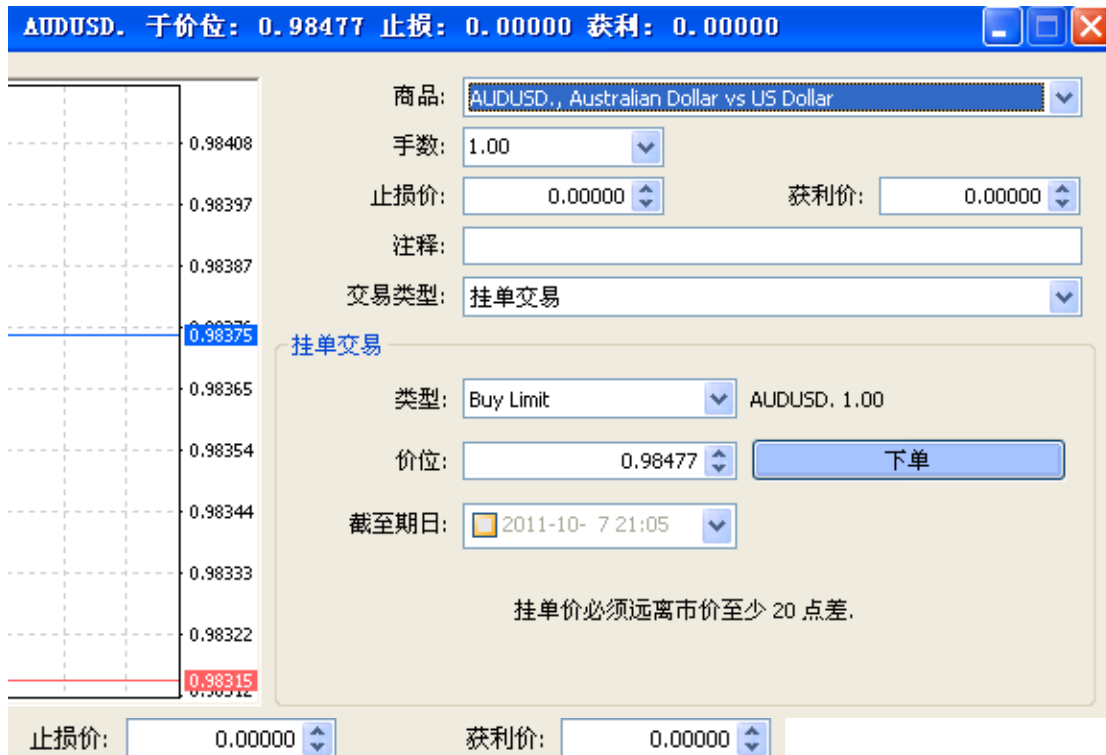 AUDUSD. 于价位: 0.98477 止损: 0.00000 获利: 0.00000
商品: AUDUSD., Australian Dollar vs US Dollar
0.98408
手数: 1.00
0.98397
止损价: 0.00000 获利价: 0.00000
注释:
0.98387
交易类型: 挂单交易
0.98375
挂单交易
0.98365
类型: Buy Limit AUDUSD. 1.00
0.98354
价位: 0.98477 下单
0.98344
截至期日: 2011-10- 7 21:05
0.98333
挂单价必须远离市价至少 20 点差.
0.98322
0.98315
止损价: 0.00000 获利价: 0.00000